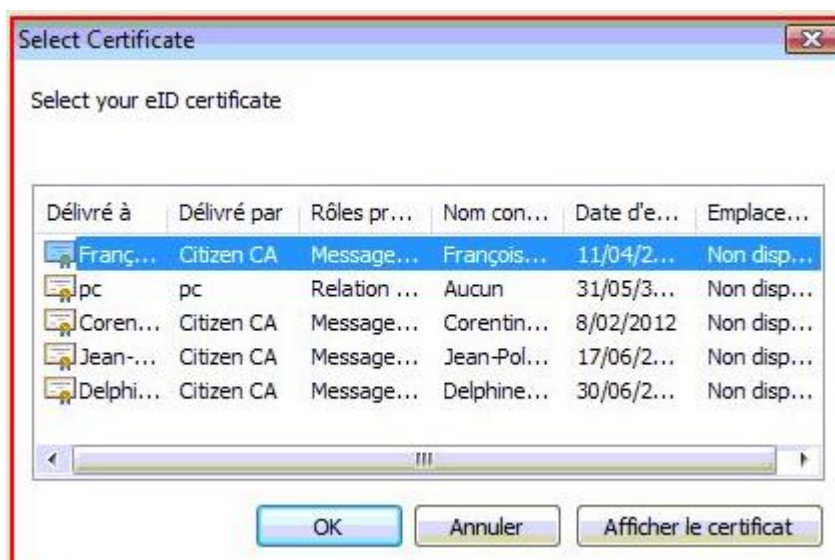 Select Certificate
Select your eID certificate
Délivré à Délivré par Rôles pr... Nom con... Date d'e... Emplace...
Franç... Citizen CA Message... François... 11/04/2... Non disp...
pc pc Relation ... Aucun 31/05/3... Non disp...
Coren... Citizen CA Message... Corentin... 8/02/2012 Non disp...
Jean-... Citizen CA Message... Jean-Pol... 17/06/2... Non disp...
Delphi... Citizen CA Message... Delphine... 30/06/2... Non disp...
OK Annuler Afficher le certificat